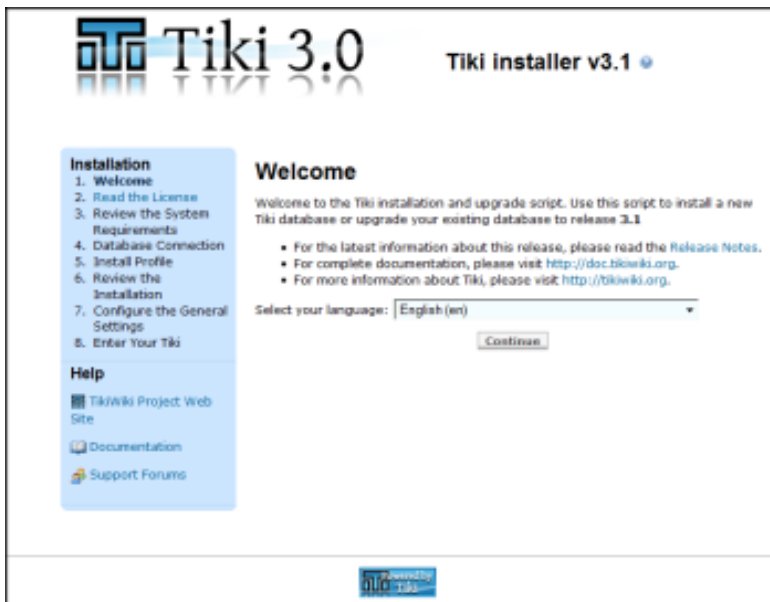 Tiki 3.0
Tiki installer v3.1
Installation
1. Welcome
2. Read the License
3. Review the System
Requirements
4. Database Connection
5. Install Profile
6. Review the
Installation
7. Configure the General
Settings
8. Enter Your Tiki
Help
TikiWiki Project Web
Site
Documentation
Support Forums
Welcome
Welcome to the Tiki installation and upgrade script. Use this script to install a new
Tiki database or upgrade your existing database to release 3.1
• For the latest information about this release, please read the Release Notes.
• For complete documentation, please visit http://doc.tikiwiki.org.
• For more information about Tiki, please visit http://tikiwiki.org.
Select your language: English (en)
Continue
Powered by
Tiki